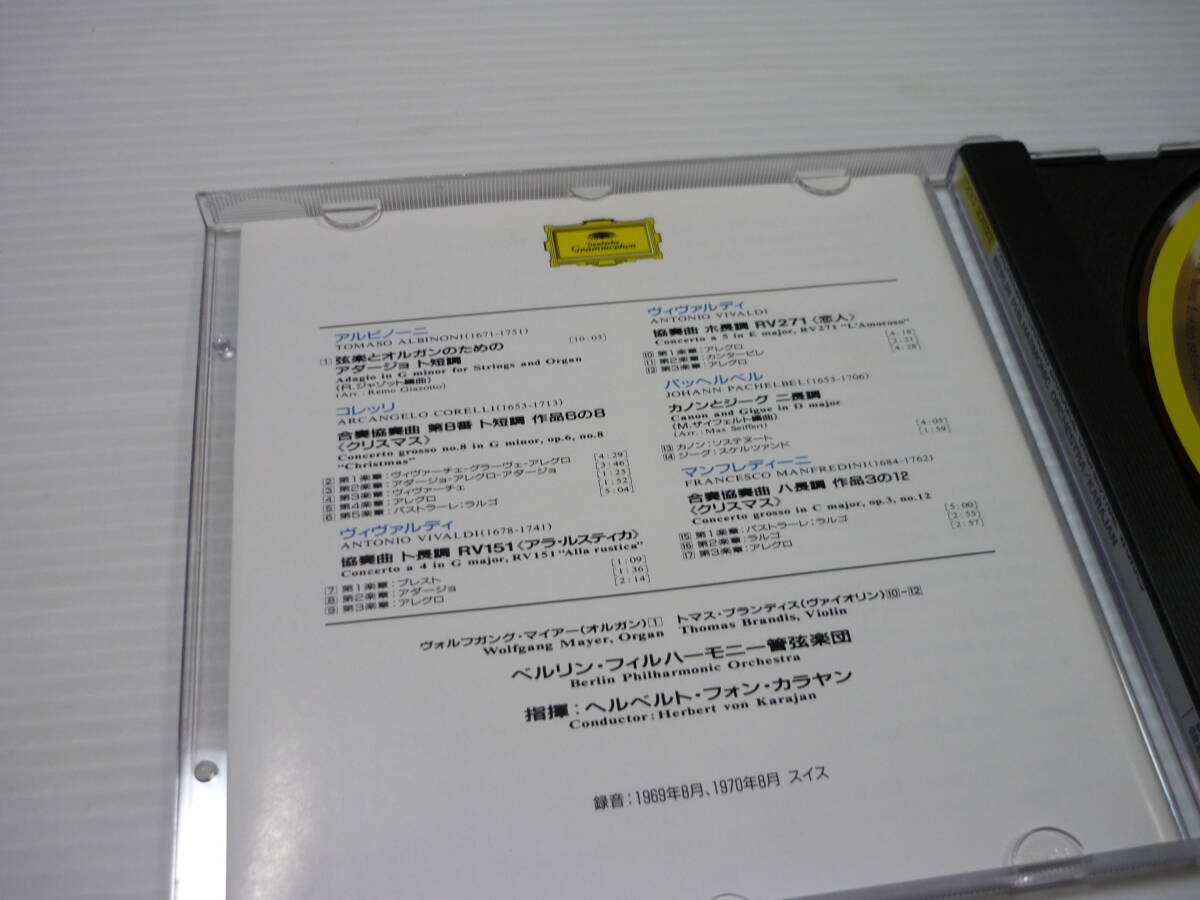 Deutsche
Grammophon
アルビノーニ
TOMASO ALBINONI(1671-1751)
1 弦楽とオルガンのための [10:03]
アダージョ ト短調
Adagio in G minor for Strings and Organ
(R.ジャゾット編曲)
(Arr.: Remo Giazotto)
コレッリ
ARCANGELO CORELLI(1653-1713)
合奏協奏曲 第8番 ト短調 作品6の8
《クリスマス》
Concerto grosso no.8 in G minor, op.6, no.8
"Christmas"
2 第1楽章:ヴィヴァーチェ-グラーヴェ-アレグロ [4:29]
3 第2楽章:アダージョ-アレグロ-アダージョ [3:46]
4 第3楽章:ヴィヴァーチェ [1:25]
5 第4楽章:アレグロ [1:52]
6 第5楽章:パストラーレ;ラルゴ [5:04]
ヴィヴァルディ
ANTONIO VIVALDI(1678-1741)
協奏曲 ト長調 RV151《アラ・ルスティカ》
Concerto a 4 in G major, RV151 "Alla rustica"
7 第1楽章:プレスト [1:09]
8 第2楽章:アダージョ [1:36]
9 第3楽章:アレグロ [2:14]
ヴィヴァルディ
ANTONIO VIVALDI
協奏曲 ホ長調 RV271《恋人》
Concerto a 5 in E major, RV271 "L'Amoroso"
10 第1楽章:アレグロ [4:18]
11 第2楽章:カンタービレ [2:21]
12 第3楽章:アレグロ [4:28]
パッヘルベル
JOHANN PACHELBEL(1653-1706)
カノンとジーグ ニ長調
Canon and Gigue in D major
(M.ザイフェルト編曲)
(Arr.: Max Seiffert)
13 カノン:ソステヌート [4:05]
14 ジーグ:スケルツァンド [1:59]
マンフレディーニ
FRANCESCO MANFREDINI(1684-1762)
合奏協奏曲 ハ長調 作品3の12
《クリスマス》
Concerto grosso in C major, op.3, no.12
15 第1楽章:パストラーレ;ラルゴ [5:00]
16 第2楽章:ラルゴ [2:55]
17 第3楽章:アレグロ [2:57]
ヴォルフガング・マイアー(オルガン)1 トマス・ブランディス(ヴァイオリン)10-12
Wolfgang Mayer, Organ Thomas Brandis, Violin
ベルリン・フィルハーモニー管弦楽団
Berlin Philharmonic Orchestra
指揮:ヘルベルト・フォン・カラヤン
Conductor:Herbert von Karajan
録音:1969年8月、1970年8月 スイス